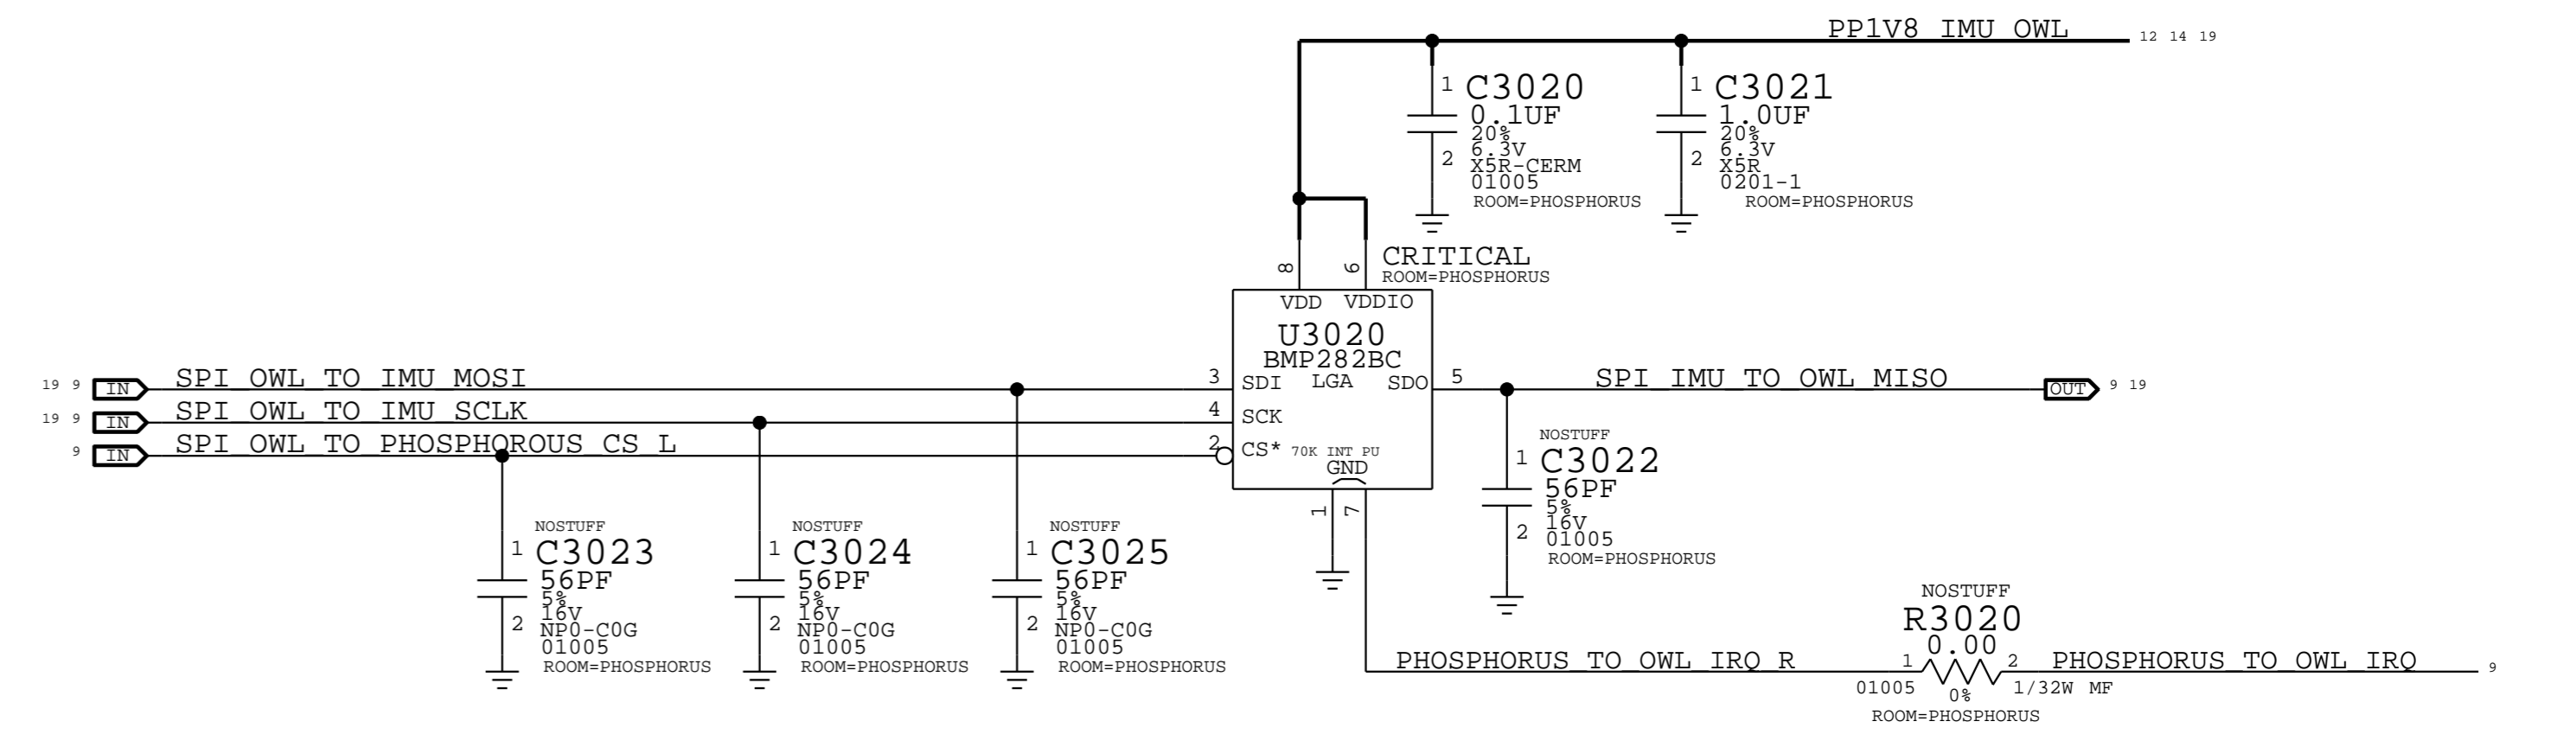 PP1V8_IMU_OWL 12 14 19
1 C3020
0.1UF
20%
6.3V
2 X5R-CERM
01005
ROOM=PHOSPHORUS
1 C3021
1.0UF
20%
6.3V
2 X5R
0201-1
ROOM=PHOSPHORUS
CRITICAL
ROOM=PHOSPHORUS
8 6
VDD VDDIO
U3020
BMP282BC
LGA
19 9 IN SPI_OWL_TO_IMU_MOSI 3 SDI
19 9 IN SPI_OWL_TO_IMU_SCLK 4 SCK
9 IN SPI_OWL_TO_PHOSPHOROUS_CS_L 2 CS* 70K INT PU
GND
1 7
SDO 5 SPI_IMU_TO_OWL_MISO OUT 9 19
NOSTUFF
1 C3022
56PF
5%
16V
2 01005
ROOM=PHOSPHORUS
NOSTUFF
1 C3023
56PF
5%
16V
2 NP0-C0G
01005
ROOM=PHOSPHORUS
NOSTUFF
1 C3024
56PF
5%
16V
2 NP0-C0G
01005
ROOM=PHOSPHORUS
NOSTUFF
1 C3025
56PF
5%
16V
2 NP0-C0G
01005
ROOM=PHOSPHORUS
NOSTUFF
R3020
0.00
PHOSPHORUS_TO_OWL_IRQ_R 1 2 PHOSPHORUS_TO_OWL_IRQ 9
01005 0% 1/32W MF
ROOM=PHOSPHORUS